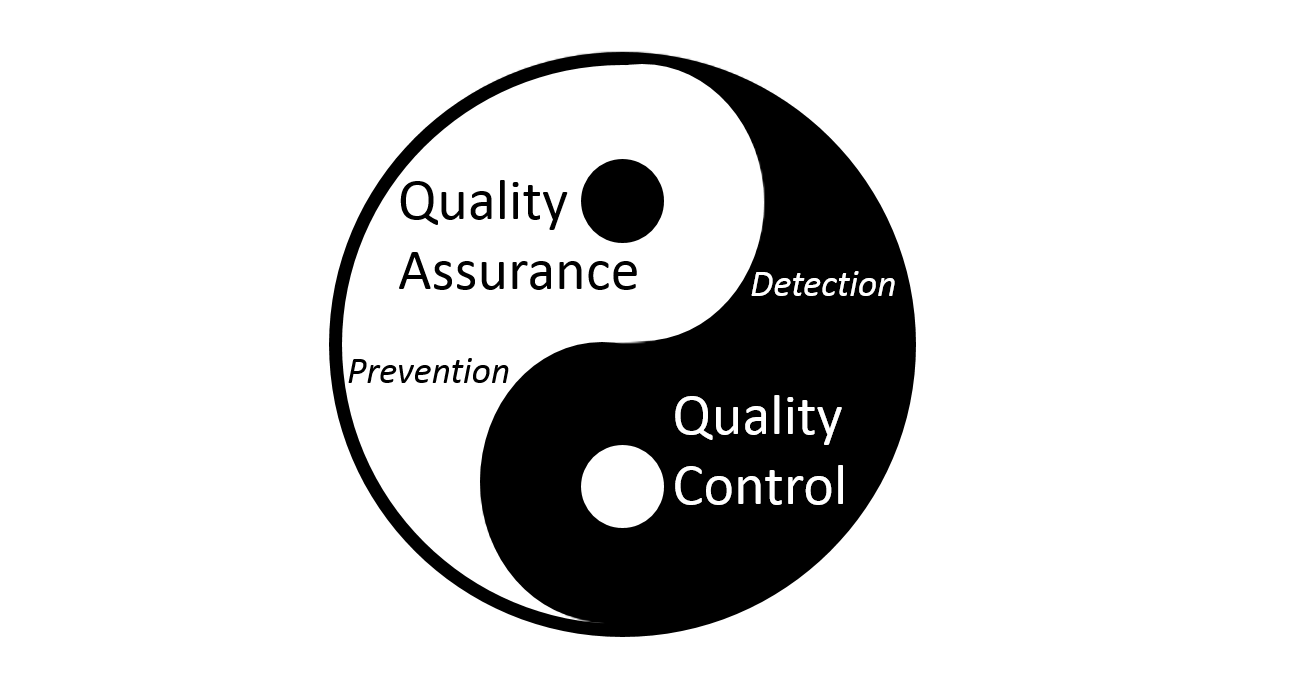 Quality
Assurance
Detection
Prevention
Quality
Control